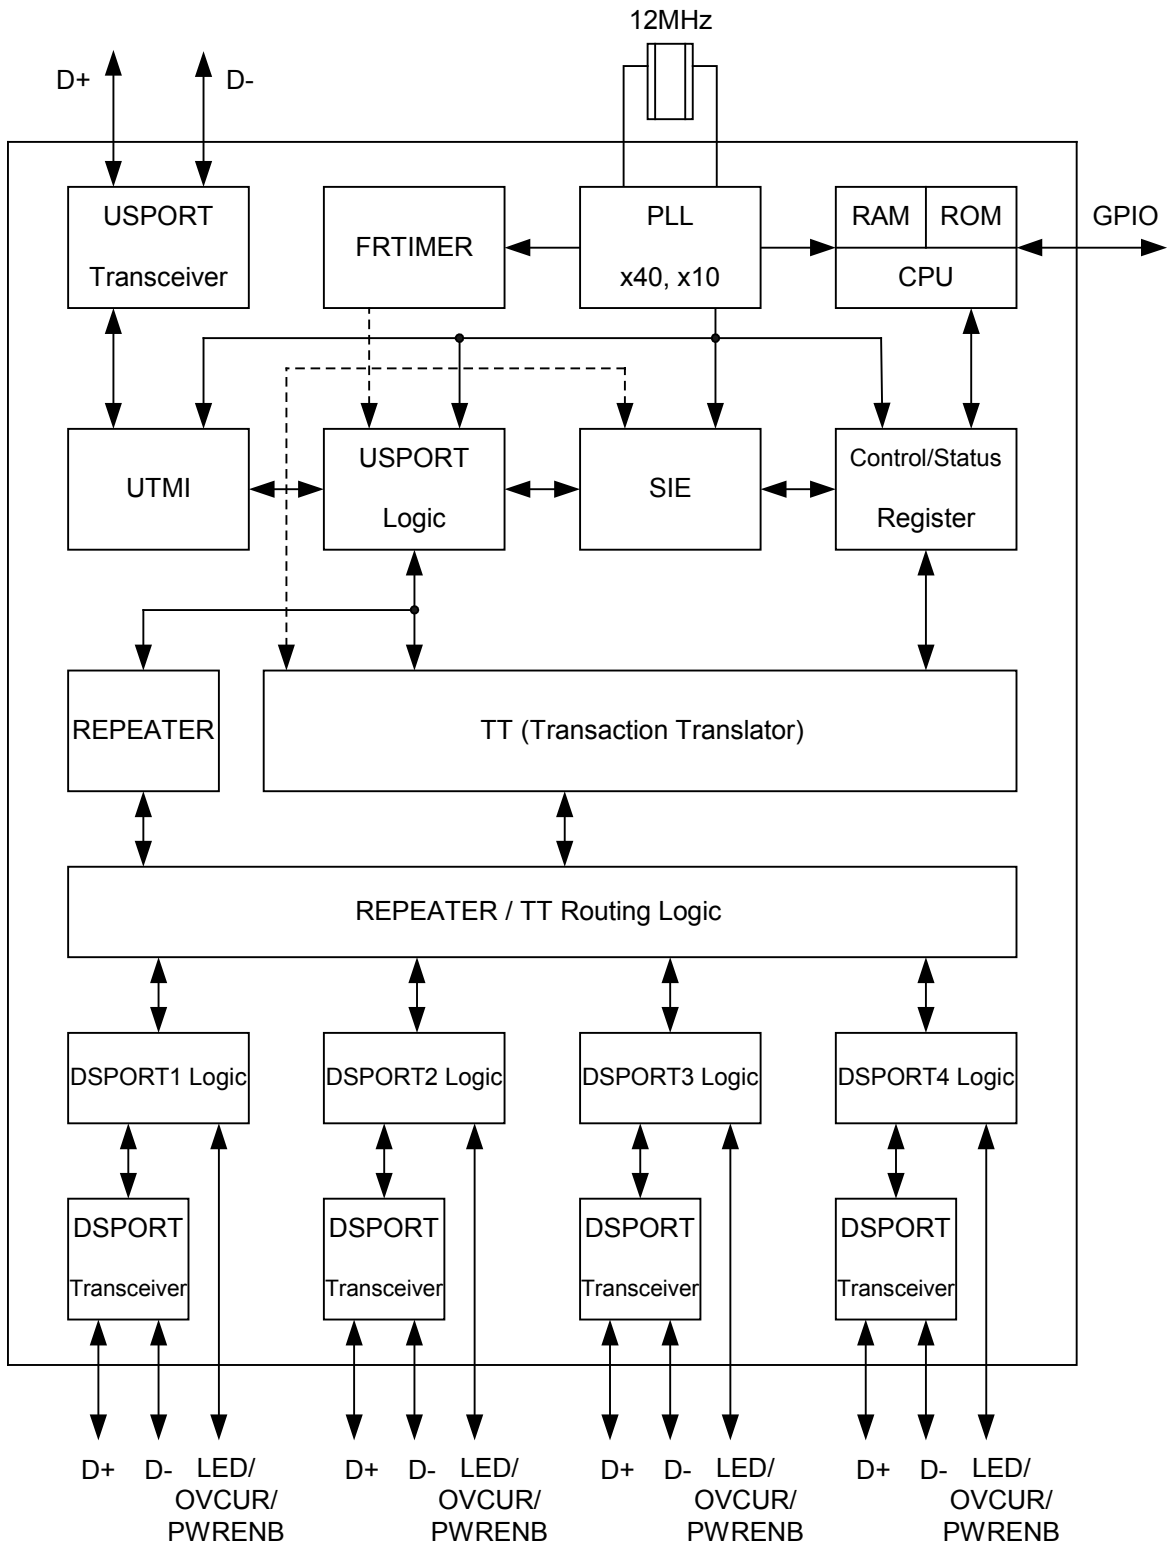 12MHz
D+
D-
USPORT
Transceiver
FRTIMER
PLL
x40, x10
RAM
ROM
CPU
GPIO
UTMI
USPORT
Logic
SIE
Control/Status
Register
REPEATER
TT (Transaction Translator)
REPEATER / TT Routing Logic
DSPORT1 Logic
DSPORT2 Logic
DSPORT3 Logic
DSPORT4 Logic
DSPORT
Transceiver
DSPORT
Transceiver
DSPORT
Transceiver
DSPORT
Transceiver
D+
D-
LED/
OVCUR/
PWRENB
D+
D-
LED/
OVCUR/
PWRENB
D+
D-
LED/
OVCUR/
PWRENB
D+
D-
LED/
OVCUR/
PWRENB